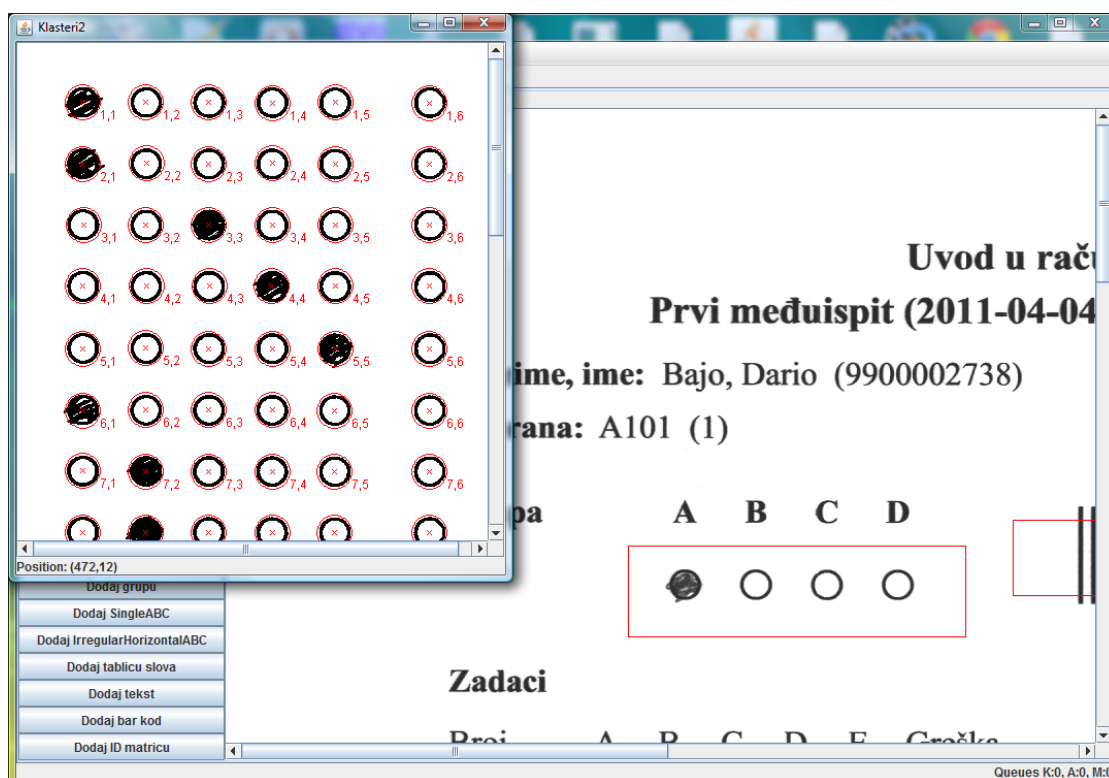 Klasteri2
1,1 1,2 1,3 1,4 1,5 1,6
2,1 2,2 2,3 2,4 2,5 2,6
3,1 3,2 3,3 3,4 3,5 3,6
4,1 4,2 4,3 4,4 4,5 4,6
5,1 5,2 5,3 5,4 5,5 5,6
6,1 6,2 6,3 6,4 6,5 6,6
7,1 7,2 7,3 7,4 7,5 7,6
Position: (472,12)
Dodaj grupu
Dodaj SingleABC
Dodaj IrregularHorizontalABC
Dodaj tablicu slova
Dodaj tekst
Dodaj bar kod
Dodaj ID matricu
Uvod u raču
Prvi međuispit (2011-04-04
ime, ime: Bajo, Dario (9900002738)
rana: A101 (1)
pa A B C D
Zadaci
Broj A B C D E Greška
Queues K:0, A:0, M:0